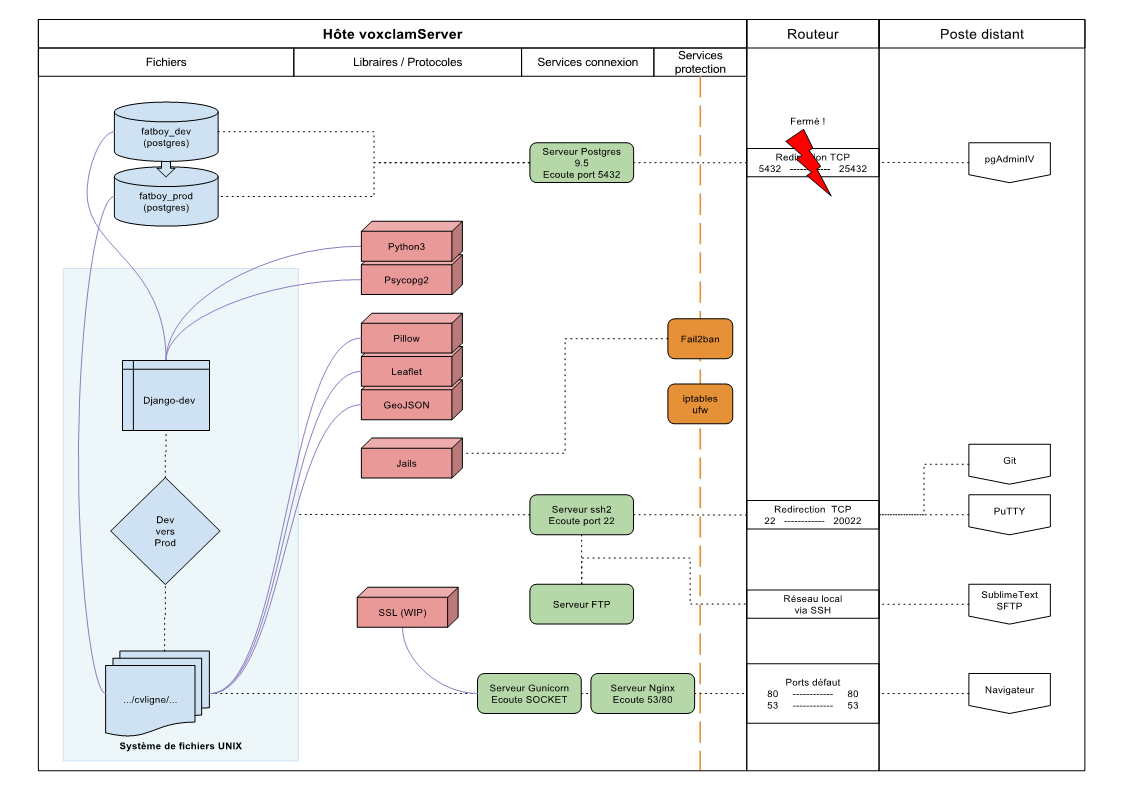 Hôte voxclamServer
Routeur
Poste distant
Fichiers
Libraires / Protocoles
Services connexion
Services
protection
fatboy_dev
(postgres)
fatboy_prod
(postgres)
Serveur Postgres
9.5
Ecoute port 5432
Fermé !
Redirection TCP
5432 ------------ 25432
pgAdminIV
Python3
Psycopg2
Pillow
Leaflet
GeoJSON
Jails
Fail2ban
iptables
ufw
Django-dev
Dev
vers
Prod
Serveur ssh2
Ecoute port 22
Redirection TCP
22 ------------ 20022
Git
PuTTY
SSL (WIP)
Serveur FTP
Réseau local
via SSH
SublimeText
SFTP
.../cvligne/...
Système de fichiers UNIX
Serveur Gunicorn
Ecoute SOCKET
Serveur Nginx
Ecoute 53/80
Ports défaut
80 ------------ 80
53 ------------ 53
Navigateur